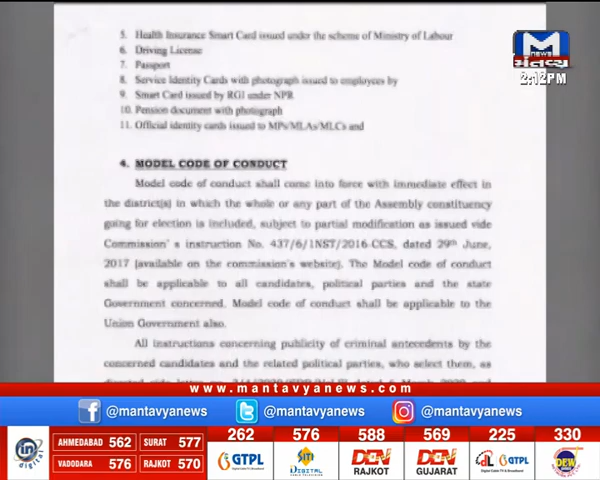 5. Health Insurance Smart Card issued under the scheme of Ministry of Labour
6. Driving License
7. Passport
8. Service Identity Cards with photograph issued to employees by
9. Smart Card issued by RGI under NPR
10. Pension document with photograph
11. Official identity cards issued to MPs/MLAs/MLCs and
4. MODEL CODE OF CONDUCT
Model code of conduct shall come into force with immediate effect in
the district(s) in which the whole or any part of the Assembly constituency
going for election is included, subject to partial modification as issued vide
Commission's instruction No. 437/6/1NST/2016-CCS, dated 29th June,
2017 (available on the commission's website). The Model code of conduct
shall be applicable to all candidates, political parties and the state
Government concerned. Model code of conduct shall be applicable to the
Union Government also.
All instructions concerning publicity of criminal antecedents by the
concerned candidates and the related political parties, who select them, as
M
news
મંતવ્ય
2:12PM
www.mantavyanews.com
@mantavyanews @mantavyanews @mantavyanews
in digital
AHMEDABAD 562 SURAT 577
VADODARA 576 RAJKOT 570
262 576 588 569 225 330
GTPL SITI DIGITAL DEN RAJKOT DEN GUJARAT GTPL DEW